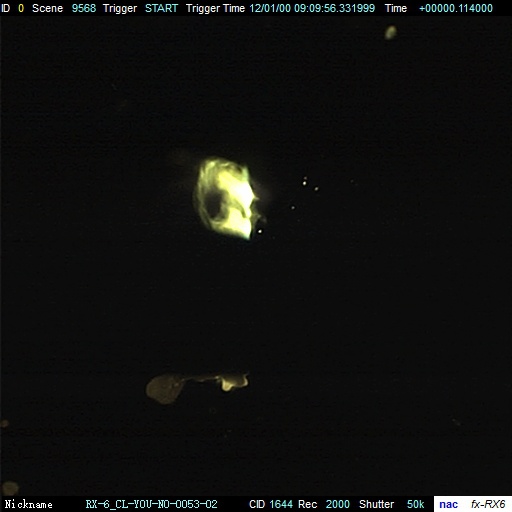 ID 0 Scene 9568 Trigger START Trigger Time 12/01/00 09:09:56.331999 Time +00000.114000
Nickname RX-6_CL-YOU-NO-0053-02 CID 1644 Rec 2000 Shutter 50k nac fx-RX6